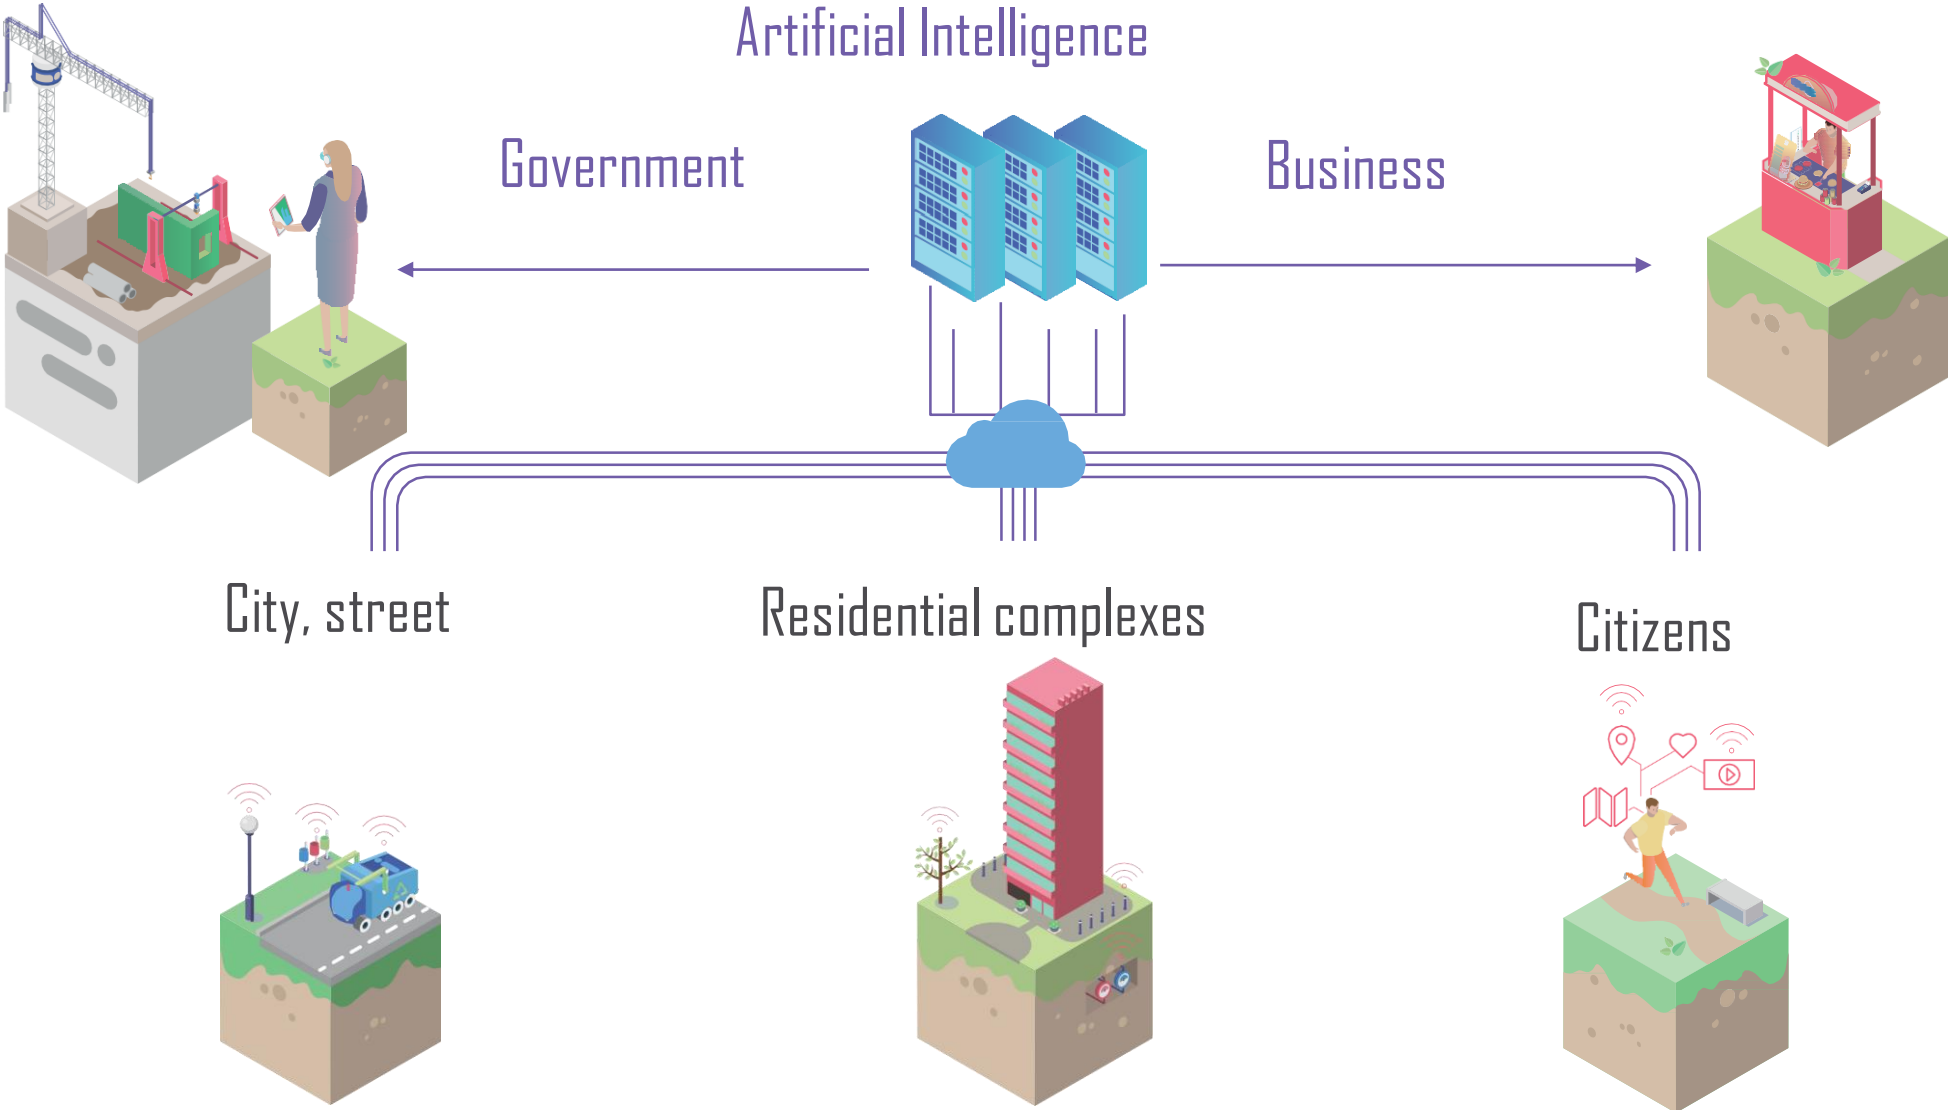 Artificial Intelligence
Government
Business
City, street
Residential complexes
Citizens